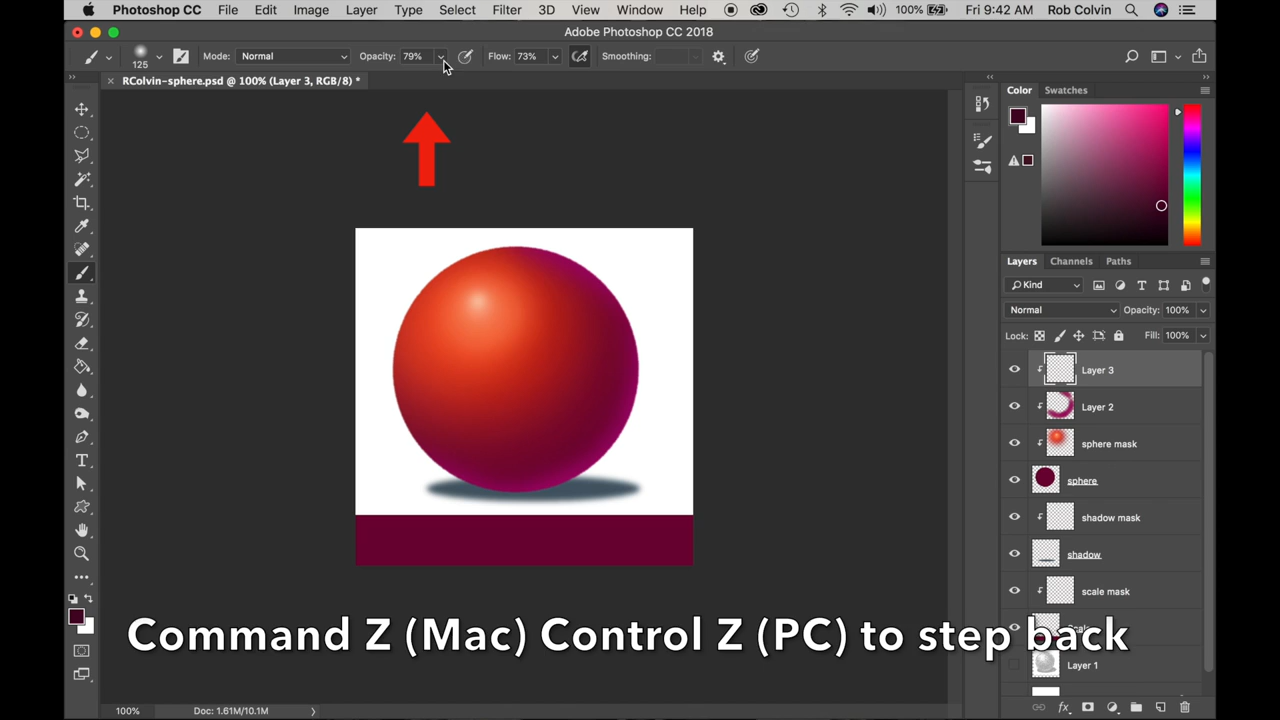 Photoshop CC File Edit Image Layer Type Select Filter 3D View Window Help 100% Fri 9:42 AM Rob Colvin
Adobe Photoshop CC 2018
125 Mode: Normal Opacity: 79% Flow: 73% Smoothing:
RColvin-sphere.psd @ 100% (Layer 3, RGB/8) *
Color Swatches
Layers Channels Paths
Kind
Normal Opacity: 100%
Lock: Fill: 100%
Layer 3
Layer 2
sphere mask
sphere
shadow mask
shadow
scale mask
Command Z (Mac) Control Z (PC) to step back
Layer 1
100% Doc: 1.61M/10.1M